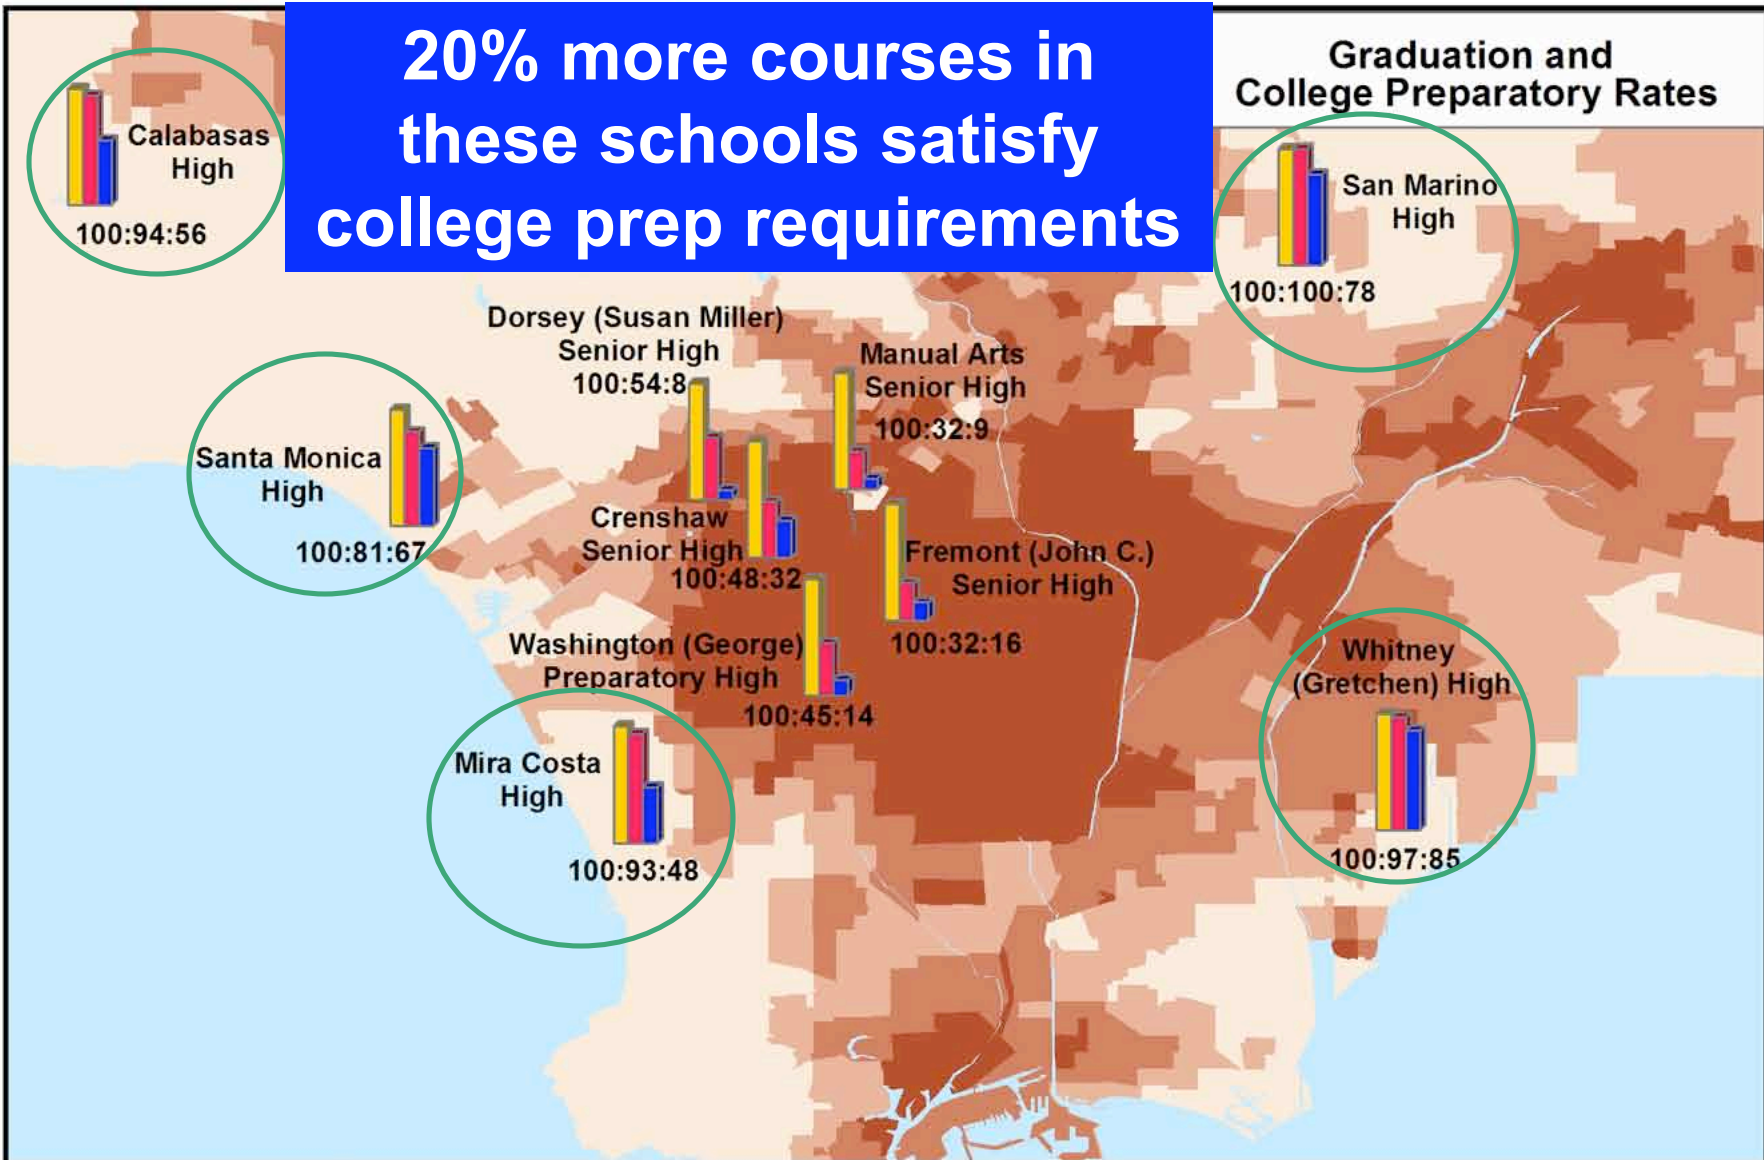 20% more courses in
these schools satisfy
college prep requirements
Graduation and
College Preparatory Rates
Calabasas
High
100:94:56
San Marino
High
100:100:78
Dorsey (Susan Miller)
Senior High
100:54:8
Manual Arts
Senior High
100:32:9
Santa Monica
High
100:81:67
Crenshaw
Senior High
100:48:32
Fremont (John C.)
Senior High
100:32:16
Washington (George)
Preparatory High
100:45:14
Whitney
(Gretchen) High
100:97:85
Mira Costa
High
100:93:48